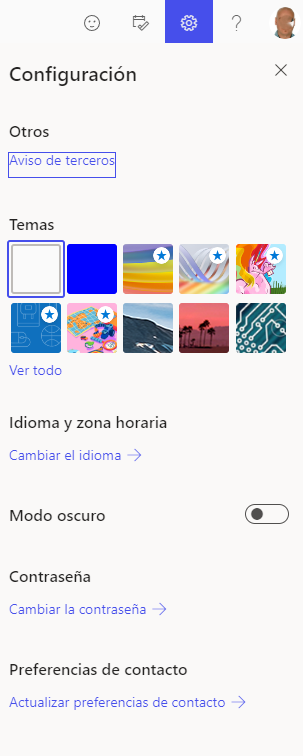 Configuración
Otros
Aviso de terceros
Temas
Ver todo
Idioma y zona horaria
Cambiar el idioma
Modo oscuro
Contraseña
Cambiar la contraseña
Preferencias de contacto
Actualizar preferencias de contacto